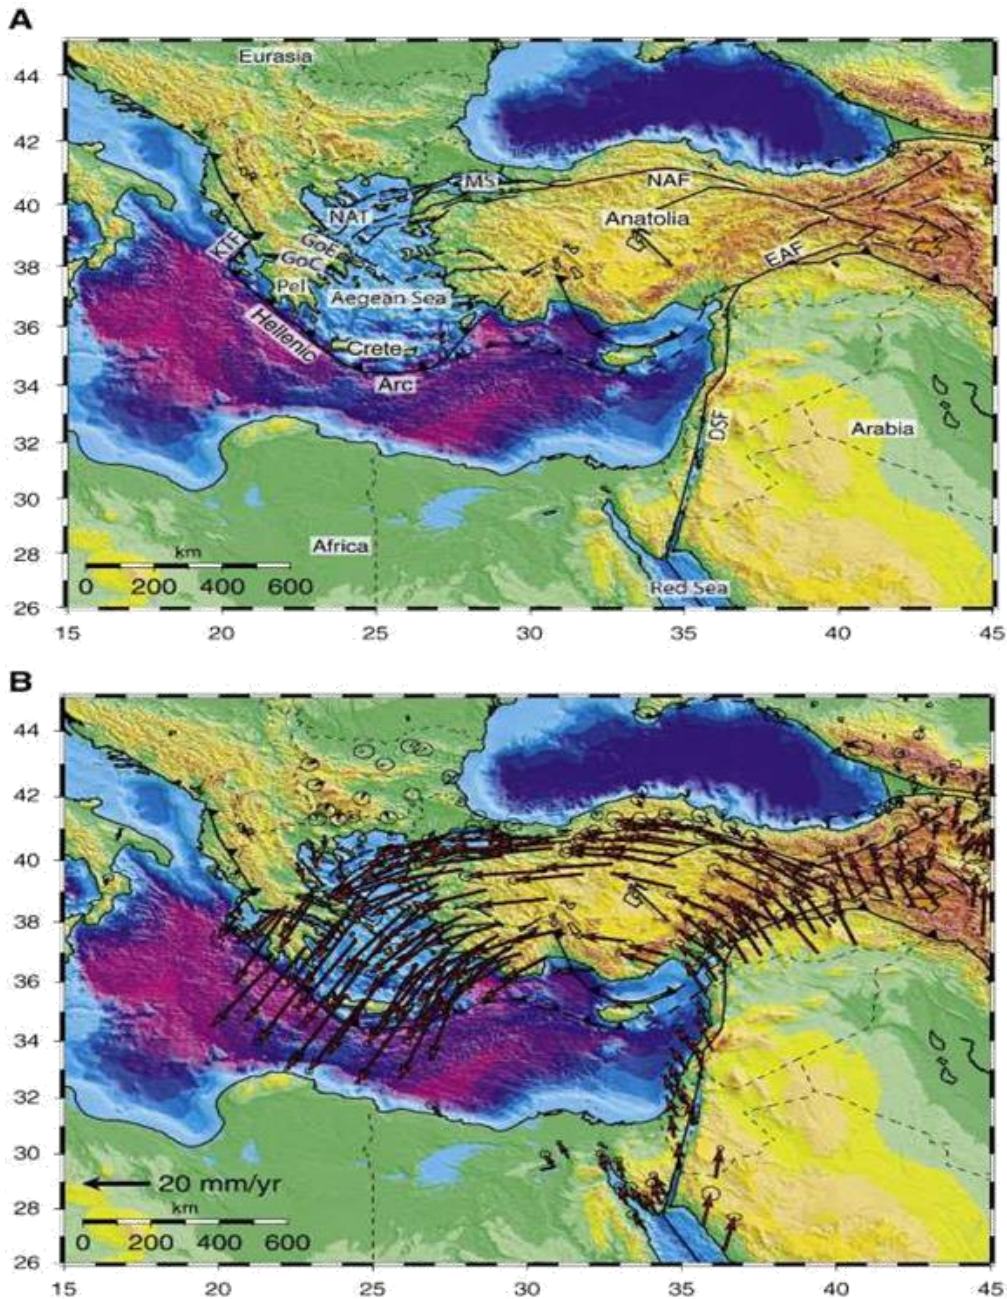 A
Eurasia
44
42
MS
NAF
40
NAT
Anatolia
KTF
GoE
EAF
38
GoC
Pel
Aegean Sea
36
Hellenic
Crete
34
Arc
DSF
Arabia
32
30
Africa
28
km
0 200 400 600
Red Sea
26
15 20 25 30 35 40 45
B
44
42
40
38
36
34
32
30
20 mm/yr
28
km
0 200 400 600
26
15 20 25 30 35 40 45